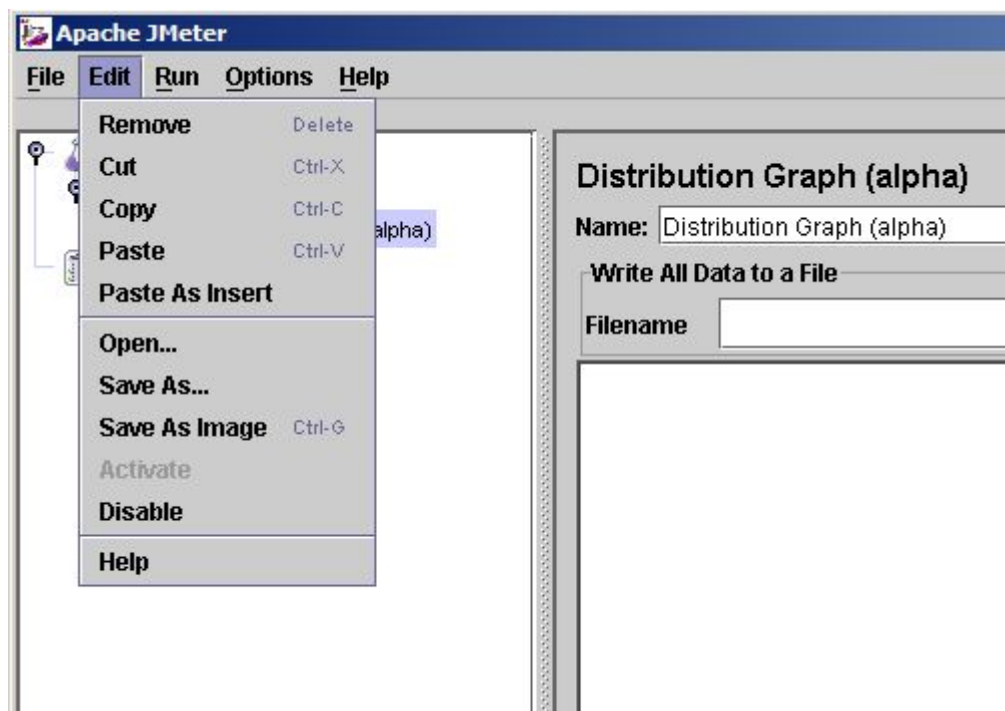 Apache JMeter
File Edit Run Options Help
Remove Delete
Cut Ctrl-X
Copy Ctrl-C
Paste Ctrl-V
Paste As Insert
Open...
Save As...
Save As Image Ctrl-G
Activate
Disable
Help
alpha)
Distribution Graph (alpha)
Name: Distribution Graph (alpha)
Write All Data to a File
Filename